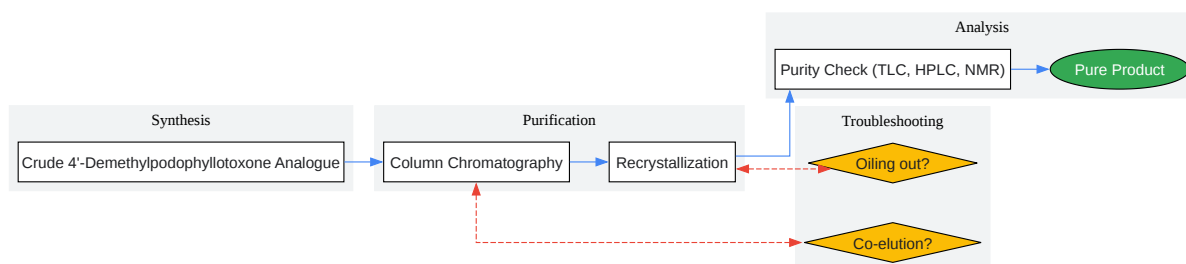 Analysis
Purity Check (TLC, HPLC, NMR)
Pure Product
Synthesis
Crude 4'-Demethylpodophyllotoxone Analogue
Purification
Column Chromatography
Recrystallization
Troubleshooting
Oiling out?
Co-elution?